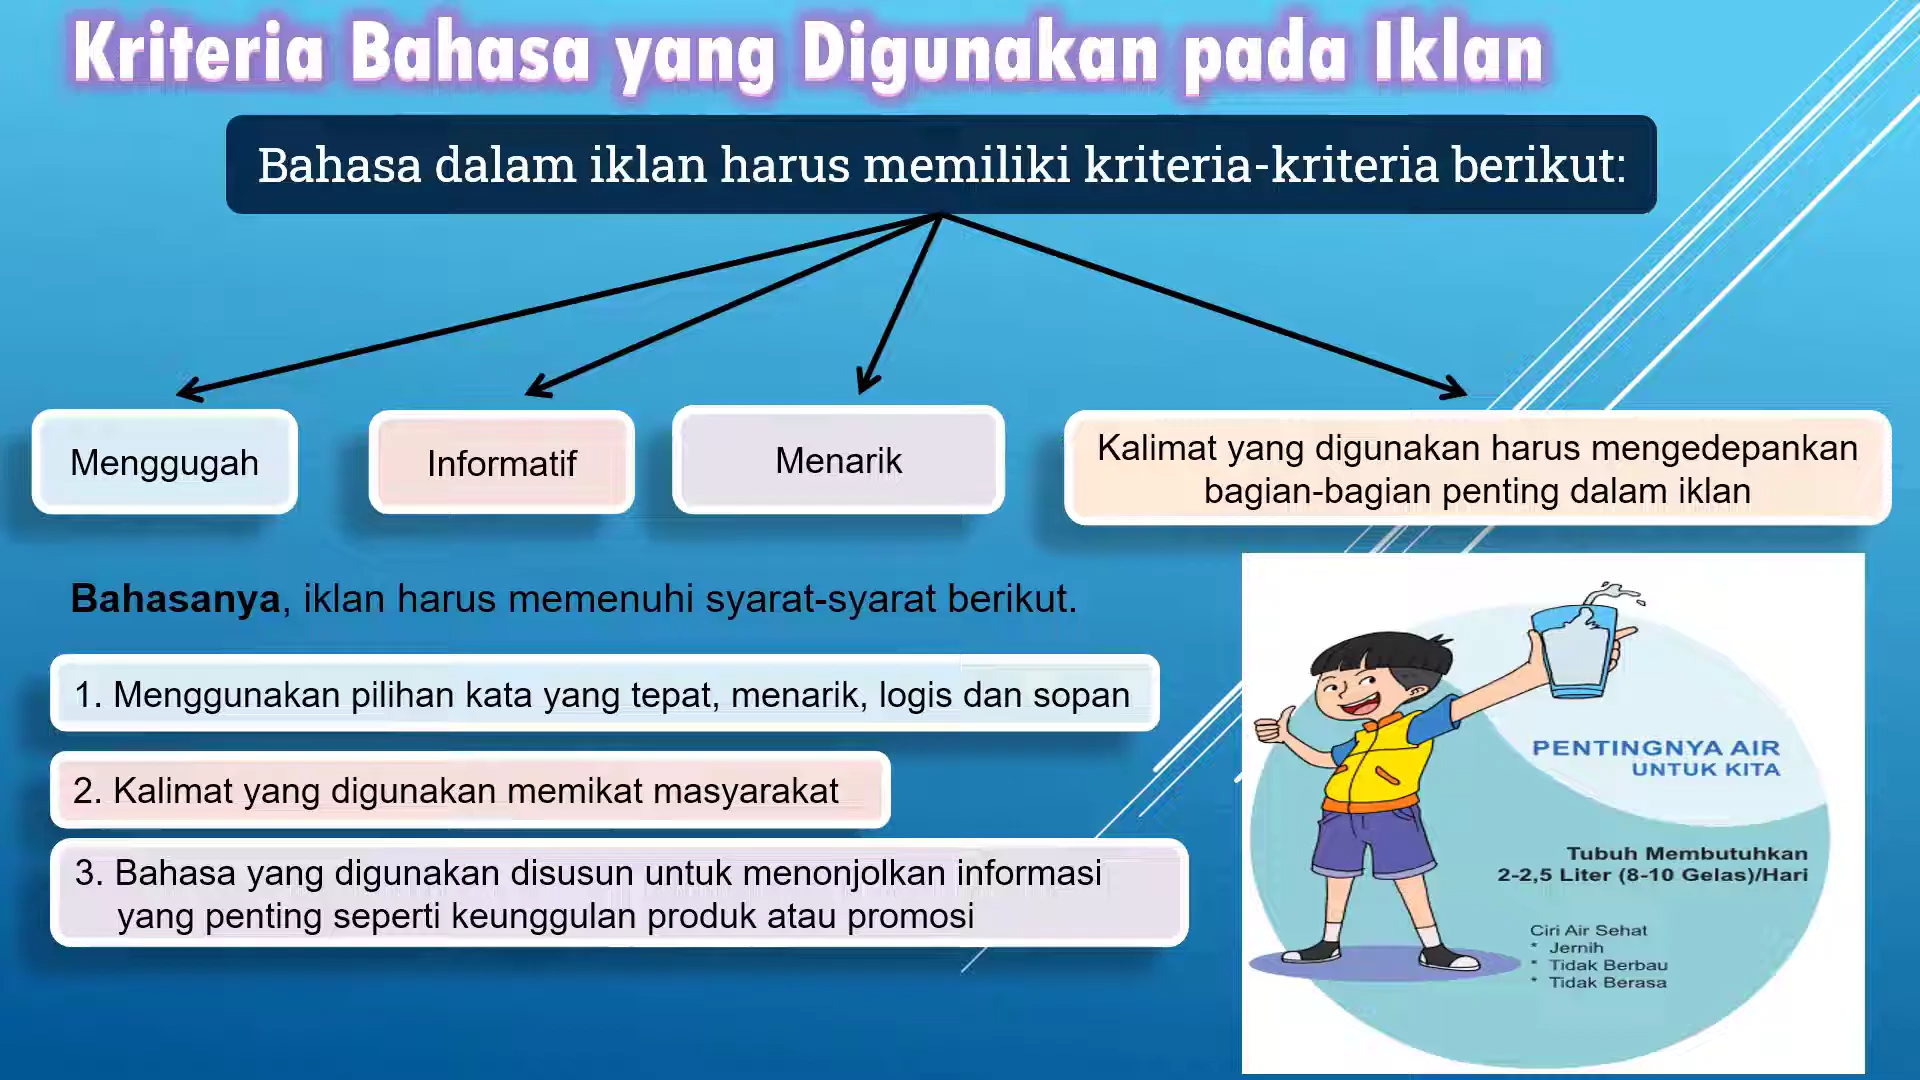 Kriteria Bahasa yang Digunakan pada Iklan
Bahasa dalam iklan harus memiliki kriteria-kriteria berikut:
Menggugah
Informatif
Menarik
Kalimat yang digunakan harus mengedepankan
bagian-bagian penting dalam iklan
Bahasanya, iklan harus memenuhi syarat-syarat berikut.
1. Menggunakan pilihan kata yang tepat, menarik, logis dan sopan
2. Kalimat yang digunakan memikat masyarakat
3. Bahasa yang digunakan disusun untuk menonjolkan informasi
yang penting seperti keunggulan produk atau promosi
PENTINGNYA AIR
UNTUK KITA
Tubuh Membutuhkan
2-2,5 Liter (8-10 Gelas)/Hari
Ciri Air Sehat
* Jernih
* Tidak Berbau
* Tidak Berasa